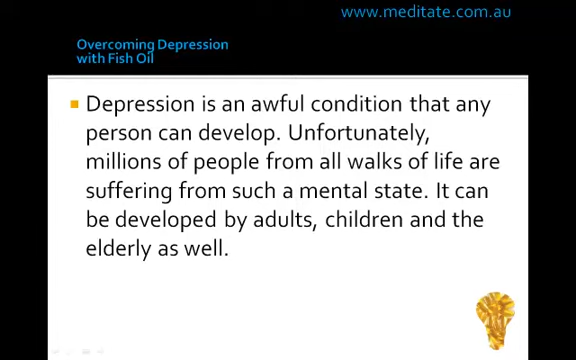 www.meditate.com.au
Overcoming Depression
with Fish Oil
Depression is an awful condition that any
person can develop. Unfortunately,
millions of people from all walks of life are
suffering from such a mental state. It can
be developed by adults, children and the
elderly as well.